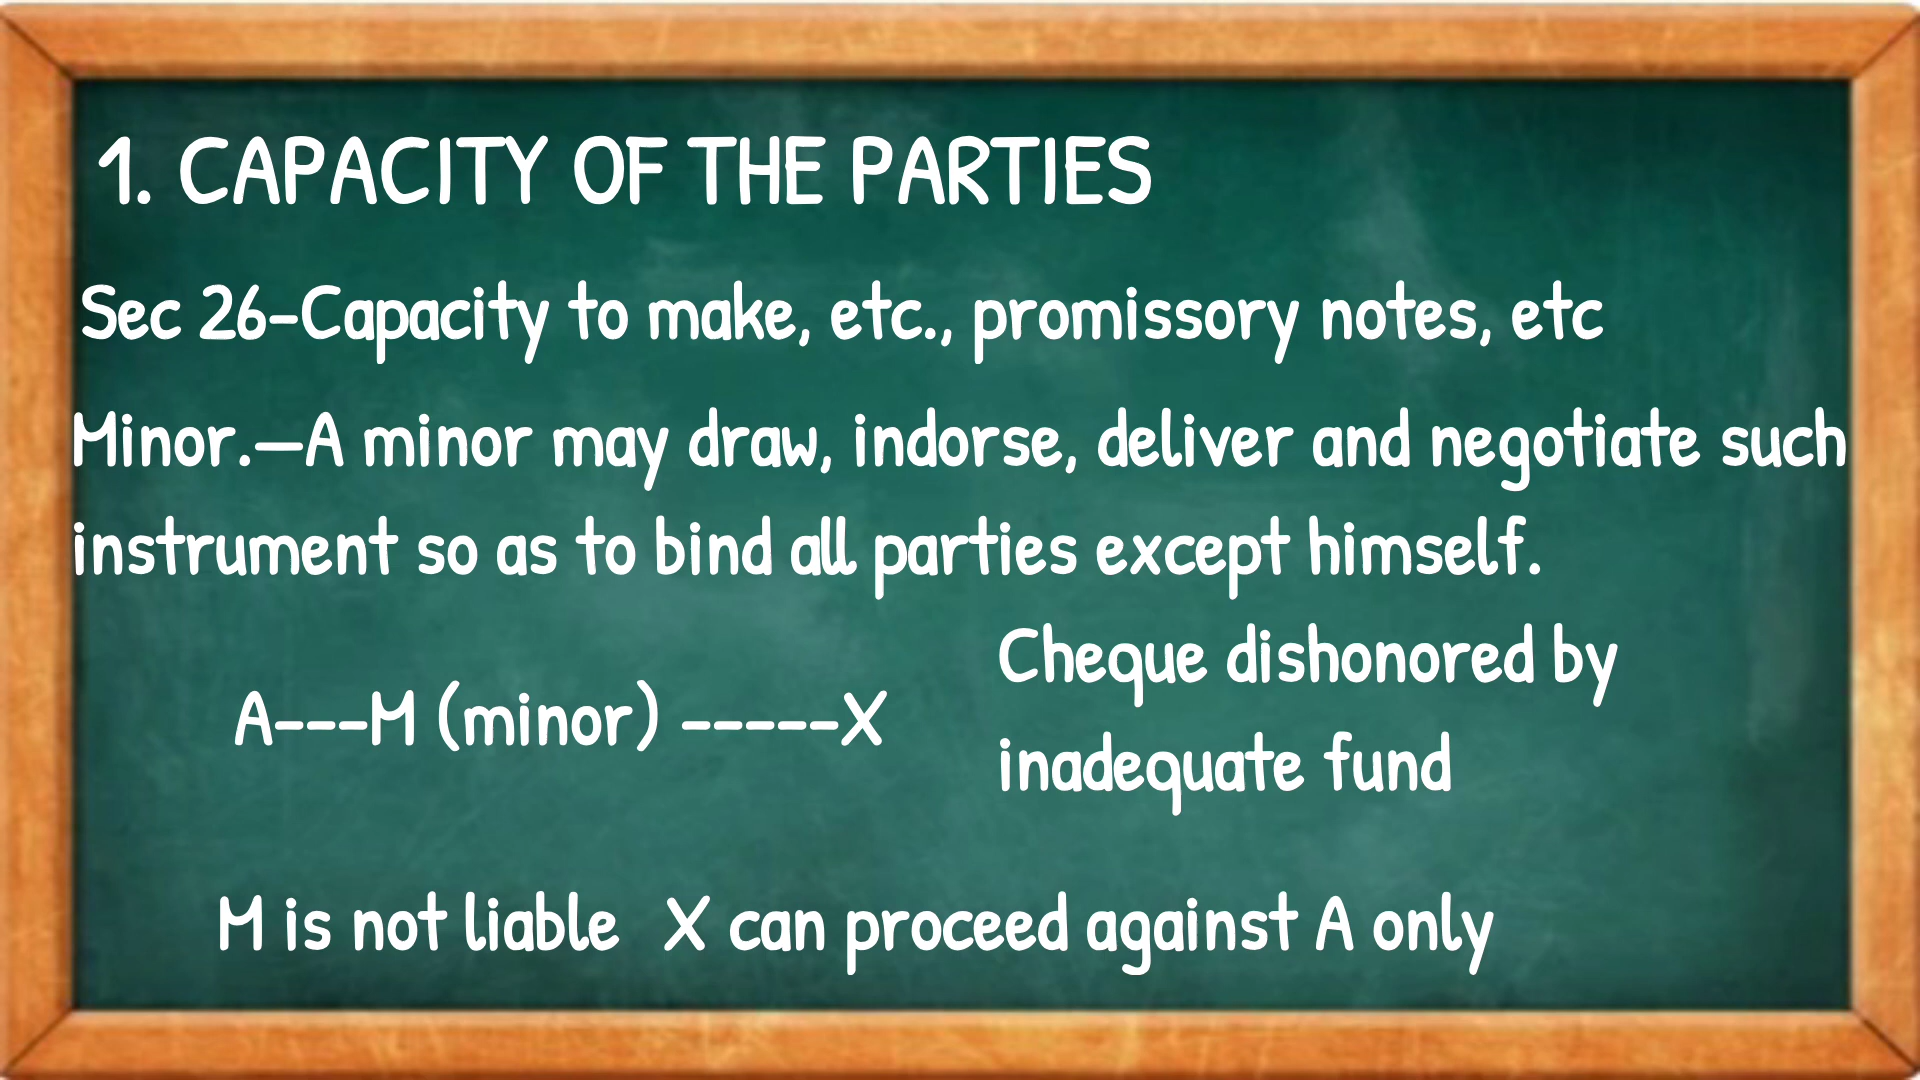 1. CAPACITY OF THE PARTIES
Sec 26-Capacity to make, etc., promissory notes, etc
Minor.—A minor may draw, indorse, deliver and negotiate such
instrument so as to bind all parties except himself.
A---M (minor) -----X
Cheque dishonored by
inadequate fund
M is not liable  X can proceed against A only